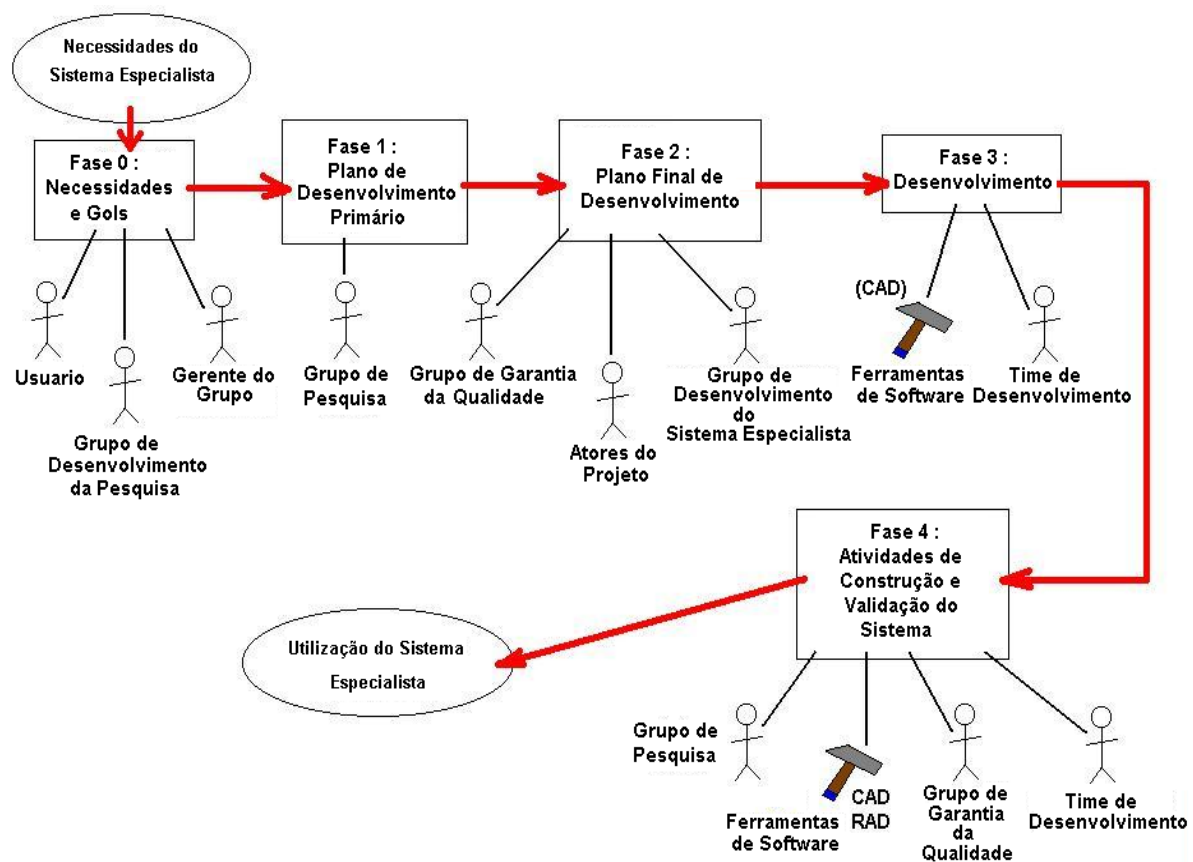 Necessidades do
Sistema Especialista
Fase 0 :
Necessidades
e Gols
Fase 1 :
Plano de
Desenvolvimento
Primário
Fase 2 :
Plano Final de
Desenvolvimento
Fase 3 :
Desenvolvimento
Usuario
Grupo de
Desenvolvimento
da Pesquisa
Gerente do
Grupo
Grupo de
Pesquisa
Grupo de Garantia
da Qualidade
Atores do
Projeto
Grupo de
Desenvolvimento
do
Sistema Especialista
(CAD)
Ferramentas
de Software
Time de
Desenvolvimento
Fase 4 :
Atividades de
Construção e
Validação do
Sistema
Utilização do Sistema
Especialista
Grupo de
Pesquisa
Ferramentas
de Software
CAD
RAD
Grupo de
Garantia
da
Qualidade
Time de
Desenvolvimento